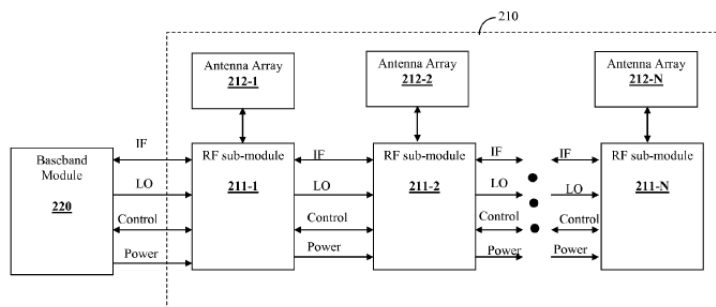 210
Antenna Array
212-1
Antenna Array
212-2
Antenna Array
212-N
Baseband
Module
220
IF
LO
Control
Power
RF sub-module
211-1
IF
LO
Control
Power
RF sub-module
211-2
IF
LO
Control
Power
IF
LO
Control
Power
RF sub-module
211-N